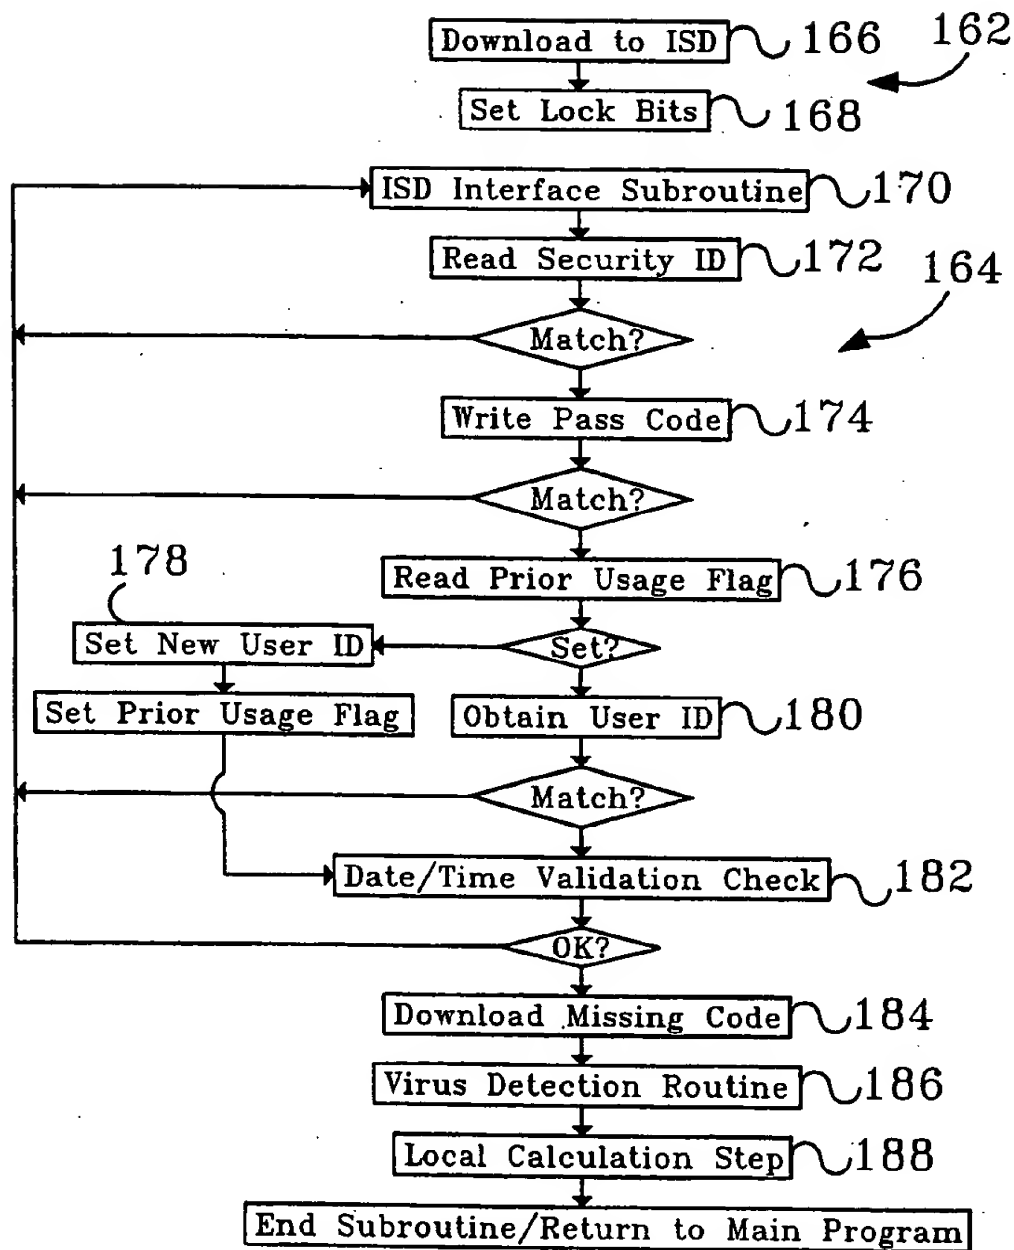 Download to ISD 166 162
Set Lock Bits 168
ISD Interface Subroutine 170
Read Security ID 172
164
Match?
Write Pass Code 174
Match?
178
Read Prior Usage Flag 176
Set New User ID Set?
Set Prior Usage Flag Obtain User ID 180
Match?
Date/Time Validation Check 182
OK?
Download Missing Code 184
Virus Detection Routine 186
Local Calculation Step 188
End Subroutine/Return to Main Program